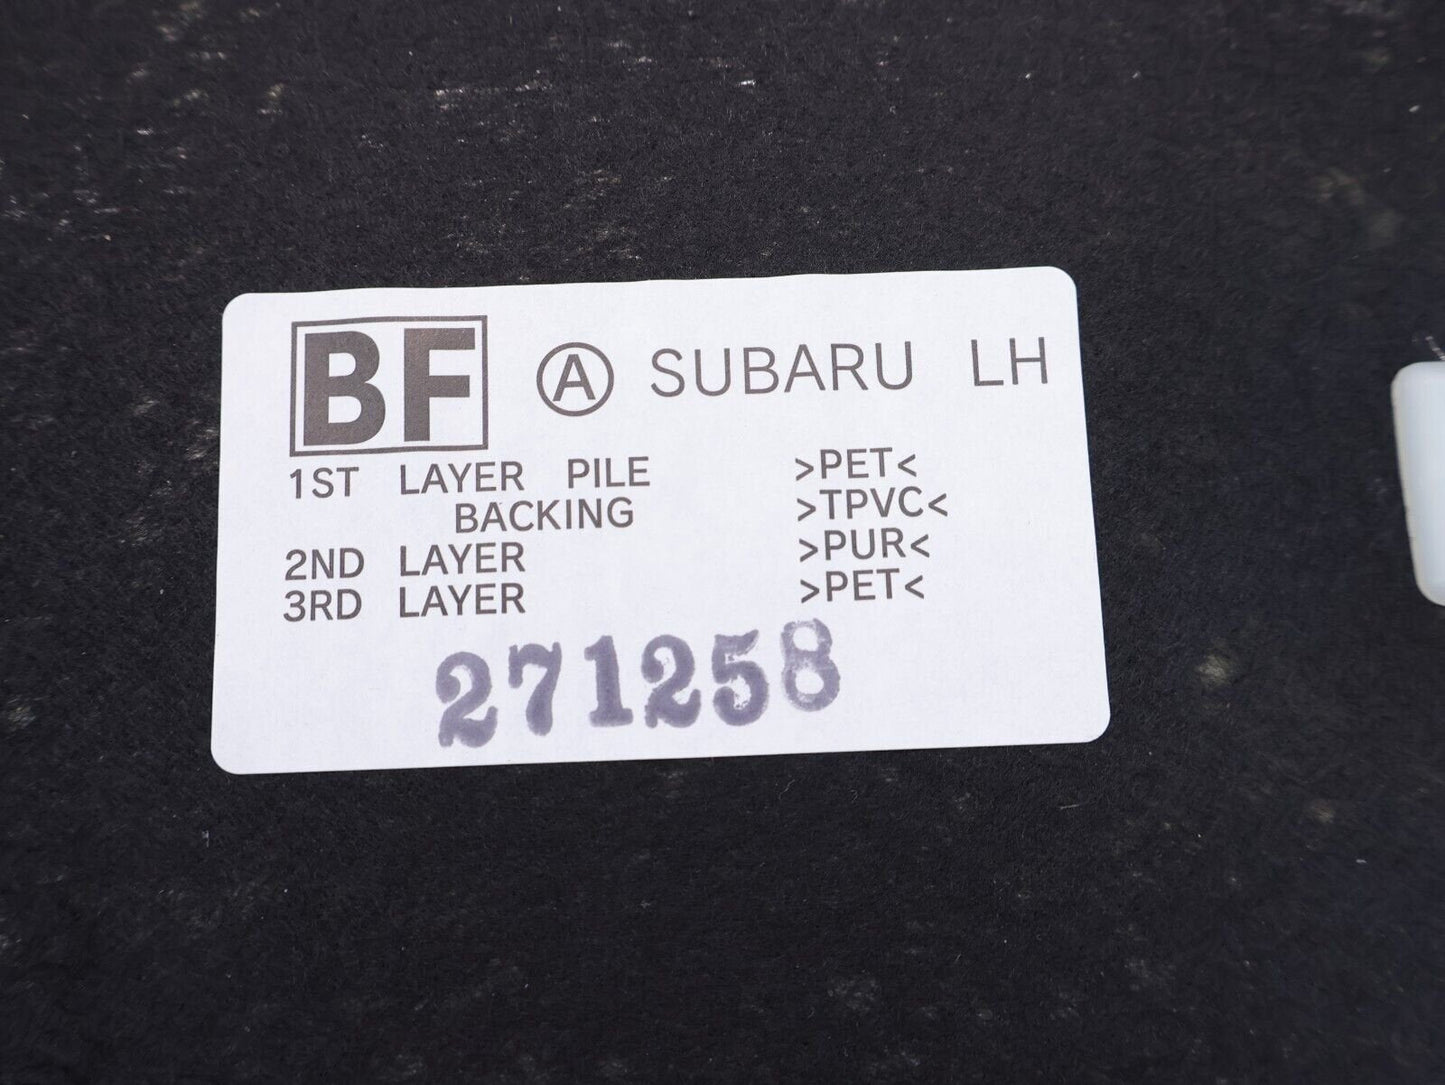 BF Ⓐ SUBARU LH
1ST LAYER PILE >PET<
BACKING >TPVC<
2ND LAYER >PUR<
3RD LAYER >PET<
271258